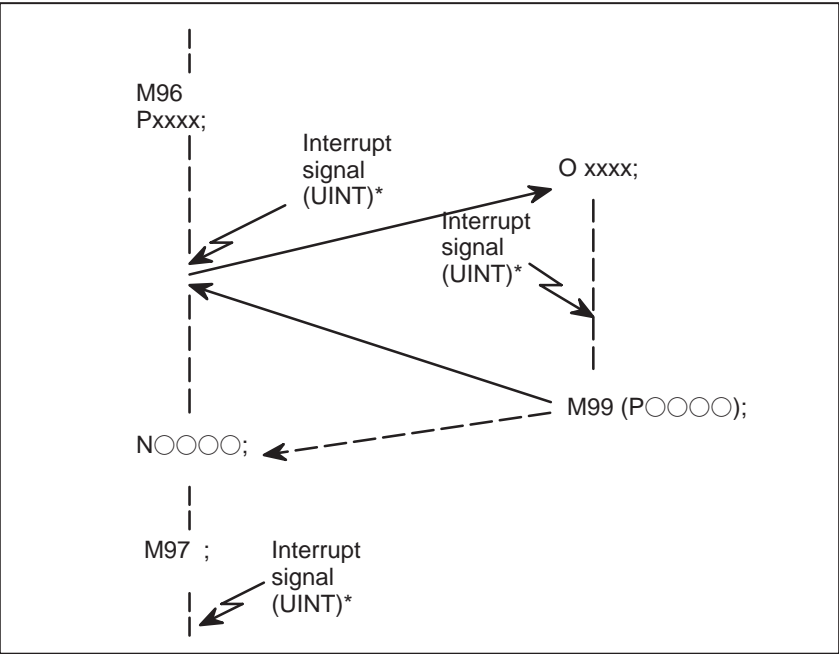 M96
Pxxxx;
Interrupt
signal
(UINT)*
O xxxx;
Interrupt
signal
(UINT)*
M99 (P○○○○);
N○○○○;
M97 ;
Interrupt
signal
(UINT)*